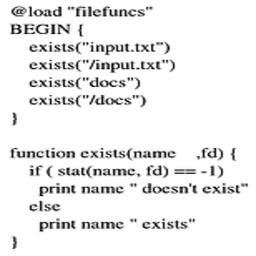 @load "filefuncs"
BEGIN {
    exists("input.txt")
    exists("/input.txt")
    exists("docs")
    exists("/docs")
}

function exists(name    ,fd) {
    if ( stat(name, fd) == -1)
      print name " doesn't exist"
    else
      print name " exists"
}